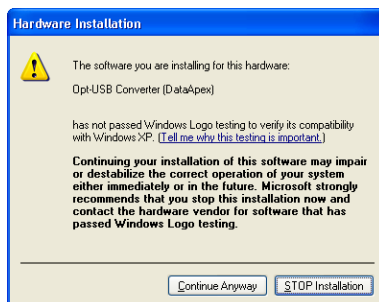 Hardware Installation
The software you are installing for this hardware:
Opt-USB Converter (DataApex)
has not passed Windows Logo testing to verify its compatibility
with Windows XP. (Tell me why this testing is important.)
Continuing your installation of this software may impair
or destabilize the correct operation of your system
either immediately or in the future. Microsoft strongly
recommends that you stop this installation now and
contact the hardware vendor for software that has
passed Windows Logo testing.
Continue Anyway
STOP Installation